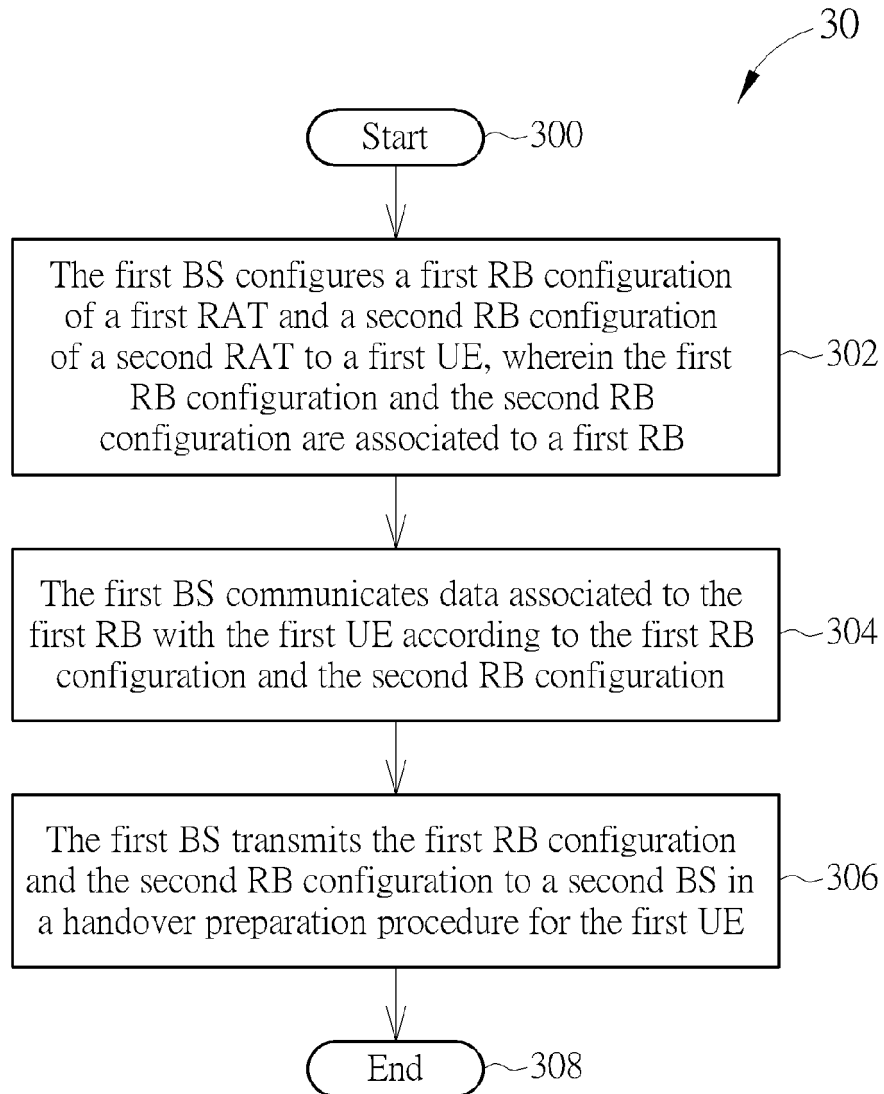 30
Start
300
The first BS configures a first RB configuration
of a first RAT and a second RB configuration
of a second RAT to a first UE, wherein the first
RB configuration and the second RB
configuration are associated to a first RB
302
The first BS communicates data associated to the
first RB with the first UE according to the first RB
configuration and the second RB configuration
304
The first BS transmits the first RB configuration
and the second RB configuration to a second BS in
a handover preparation procedure for the first UE
306
End
308